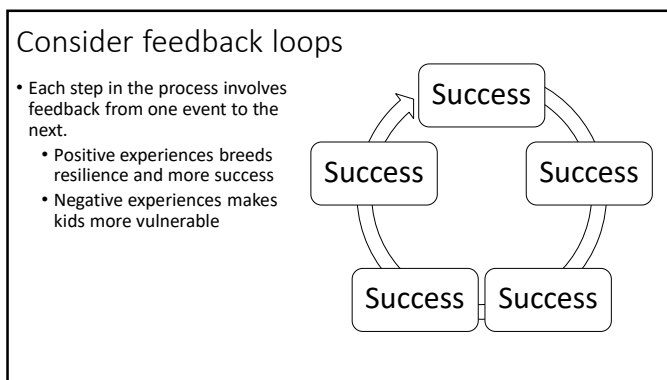 Consider feedback loops
• Each step in the process involves
feedback from one event to the
next.
• Positive experiences breeds
resilience and more success
• Negative experiences makes
kids more vulnerable
Success
Success
Success
Success
Success